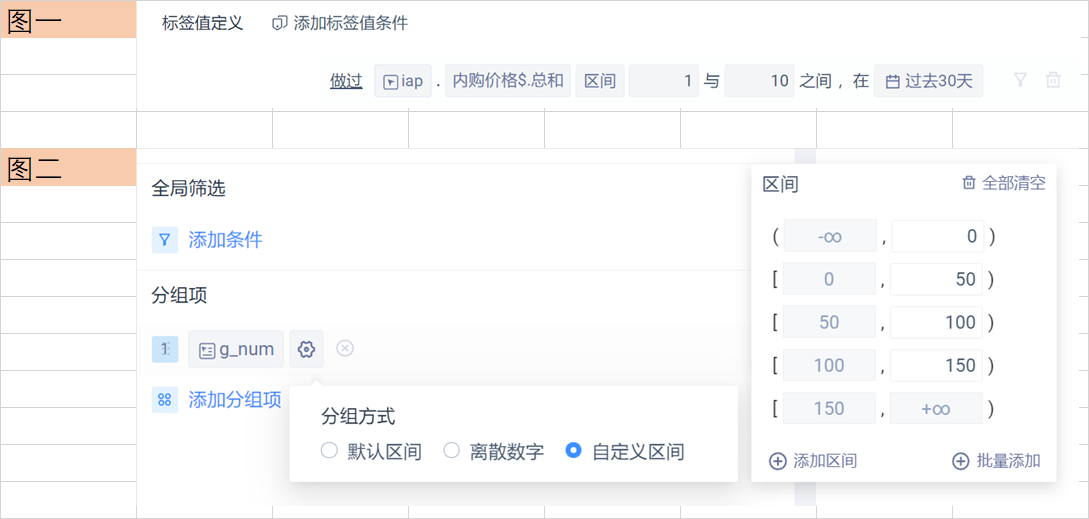 图一
标签值定义 添加标签值条件
做过 iap . 内购价格$.总和 区间 1 与 10 之间 , 在 过去30天
图二
全局筛选
添加条件
分组项
1 g_num
添加分组项
分组方式
默认区间 离散数字 自定义区间
区间 全部清空
( -∞ , 0 )
[ 0 , 50 )
[ 50 , 100 )
[ 100 , 150 )
[ 150 , +∞ )
添加区间 批量添加